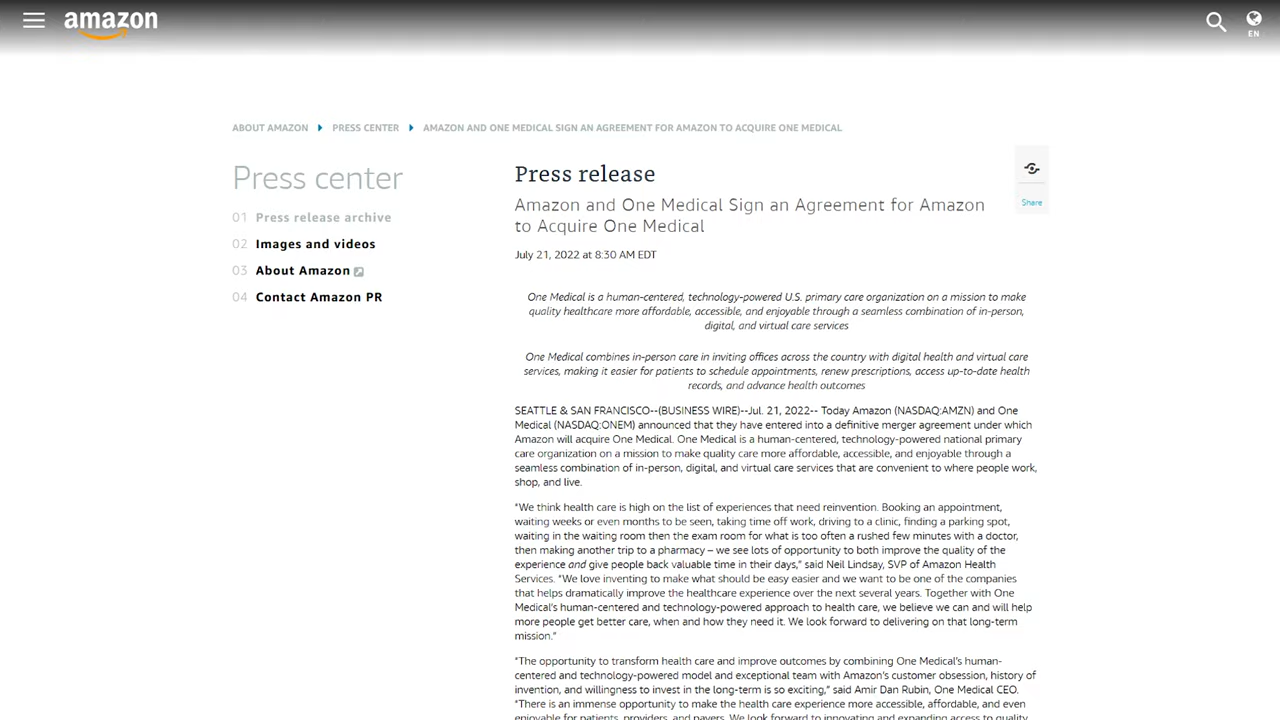 amazon
EN
ABOUT AMAZON PRESS CENTER AMAZON AND ONE MEDICAL SIGN AN AGREEMENT FOR AMAZON TO ACQUIRE ONE MEDICAL
Press center
01 Press release archive
02 Images and videos
03 About Amazon
04 Contact Amazon PR
Press release
Share
Amazon and One Medical Sign an Agreement for Amazon
to Acquire One Medical
July 21, 2022 at 8:30 AM EDT
One Medical is a human-centered, technology-powered U.S. primary care organization on a mission to make
quality healthcare more affordable, accessible, and enjoyable through a seamless combination of in-person,
digital, and virtual care services
One Medical combines in-person care in inviting offices across the country with digital health and virtual care
services, making it easier for patients to schedule appointments, renew prescriptions, access up-to-date health
records, and advance health outcomes
SEATTLE & SAN FRANCISCO--(BUSINESS WIRE)--Jul. 21, 2022-- Today Amazon (NASDAQ:AMZN) and One
Medical (NASDAQ:ONEM) announced that they have entered into a definitive merger agreement under which
Amazon will acquire One Medical. One Medical is a human-centered, technology-powered national primary
care organization on a mission to make quality care more affordable, accessible, and enjoyable through a
seamless combination of in-person, digital, and virtual care services that are convenient to where people work,
shop, and live.
“We think health care is high on the list of experiences that need reinvention. Booking an appointment,
waiting weeks or even months to be seen, taking time off work, driving to a clinic, finding a parking spot,
waiting in the waiting room then the exam room for what is too often a rushed few minutes with a doctor,
then making another trip to a pharmacy – we see lots of opportunity to both improve the quality of the
experience and give people back valuable time in their days,” said Neil Lindsay, SVP of Amazon Health
Services. “We love inventing to make what should be easy easier and we want to be one of the companies
that helps dramatically improve the healthcare experience over the next several years. Together with One
Medical’s human-centered and technology-powered approach to health care, we believe we can and will help
more people get better care, when and how they need it. We look forward to delivering on that long-term
mission.”
“The opportunity to transform health care and improve outcomes by combining One Medical’s human-
centered and technology-powered model and exceptional team with Amazon’s customer obsession, history of
invention, and willingness to invest in the long-term is so exciting,” said Amir Dan Rubin, One Medical CEO.
“There is an immense opportunity to make the health care experience more accessible, affordable, and even
enjoyable for patients, providers, and payers. We look forward to innovating and expanding access to quality